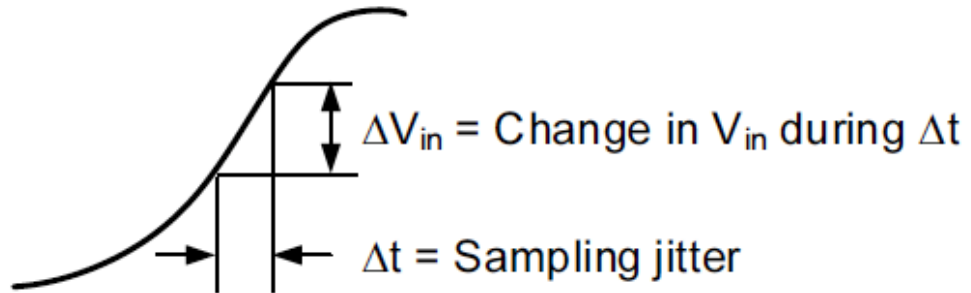 ΔVin = Change in Vin during Δt
Δt = Sampling jitter